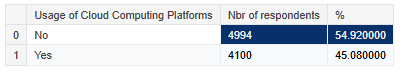 Usage of Cloud Computing Platforms Nbr of respondents %
0 No 4994 54.920000
1 Yes 4100 45.080000